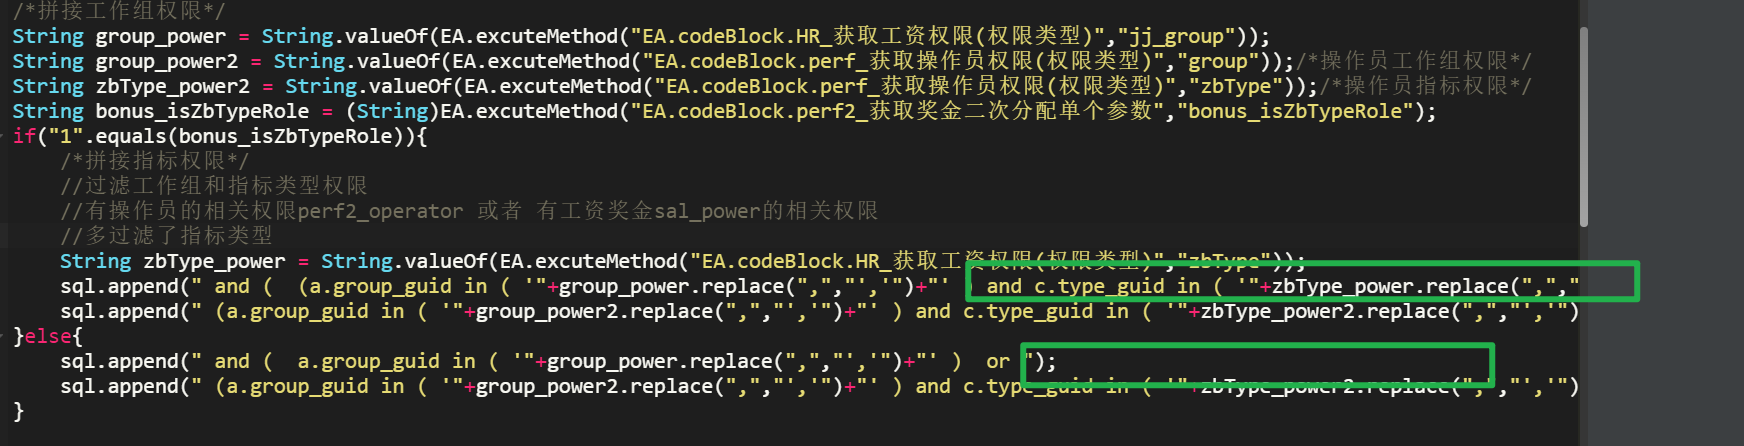 /*拼接工作组权限*/
String group_power = String.valueOf(EA.excuteMethod("EA.codeBlock.HR_获取工资权限(权限类型)","jj_group"));
String group_power2 = String.valueOf(EA.excuteMethod("EA.codeBlock.perf_获取操作员权限(权限类型)","group"));/*操作员工作组权限*/
String zbType_power2 = String.valueOf(EA.excuteMethod("EA.codeBlock.perf_获取操作员权限(权限类型)","zbType"));/*操作员指标权限*/
String bonus_isZbTypeRole = (String)EA.excuteMethod("EA.codeBlock.perf2_获取奖金二次分配单个参数","bonus_isZbTypeRole");
if("1".equals(bonus_isZbTypeRole)){
/*拼接指标权限*/
//过滤工作组和指标类型权限
//有操作员的相关权限perf2_operator 或者 有工资奖金sal_power的相关权限
//多过滤了指标类型
String zbType_power = String.valueOf(EA.excuteMethod("EA.codeBlock.HR_获取工资权限(权限类型)","zbType"));
sql.append(" and (  (a.group_guid in ( '"+group_power.replace(",","','")+"' ) and c.type_guid in ( '"+zbType_power.replace(",","
sql.append(" (a.group_guid in ( '"+group_power2.replace(",","','")+"' ) and c.type_guid in ( '"+zbType_power2.replace(",","','")
}else{
sql.append(" and (  a.group_guid in ( '"+group_power.replace(",","','")+"' )  or ");
sql.append(" (a.group_guid in ( '"+group_power2.replace(",","','")+"' ) and c.type_guid in ( '"+zbType_power2.replace(",","','")
}